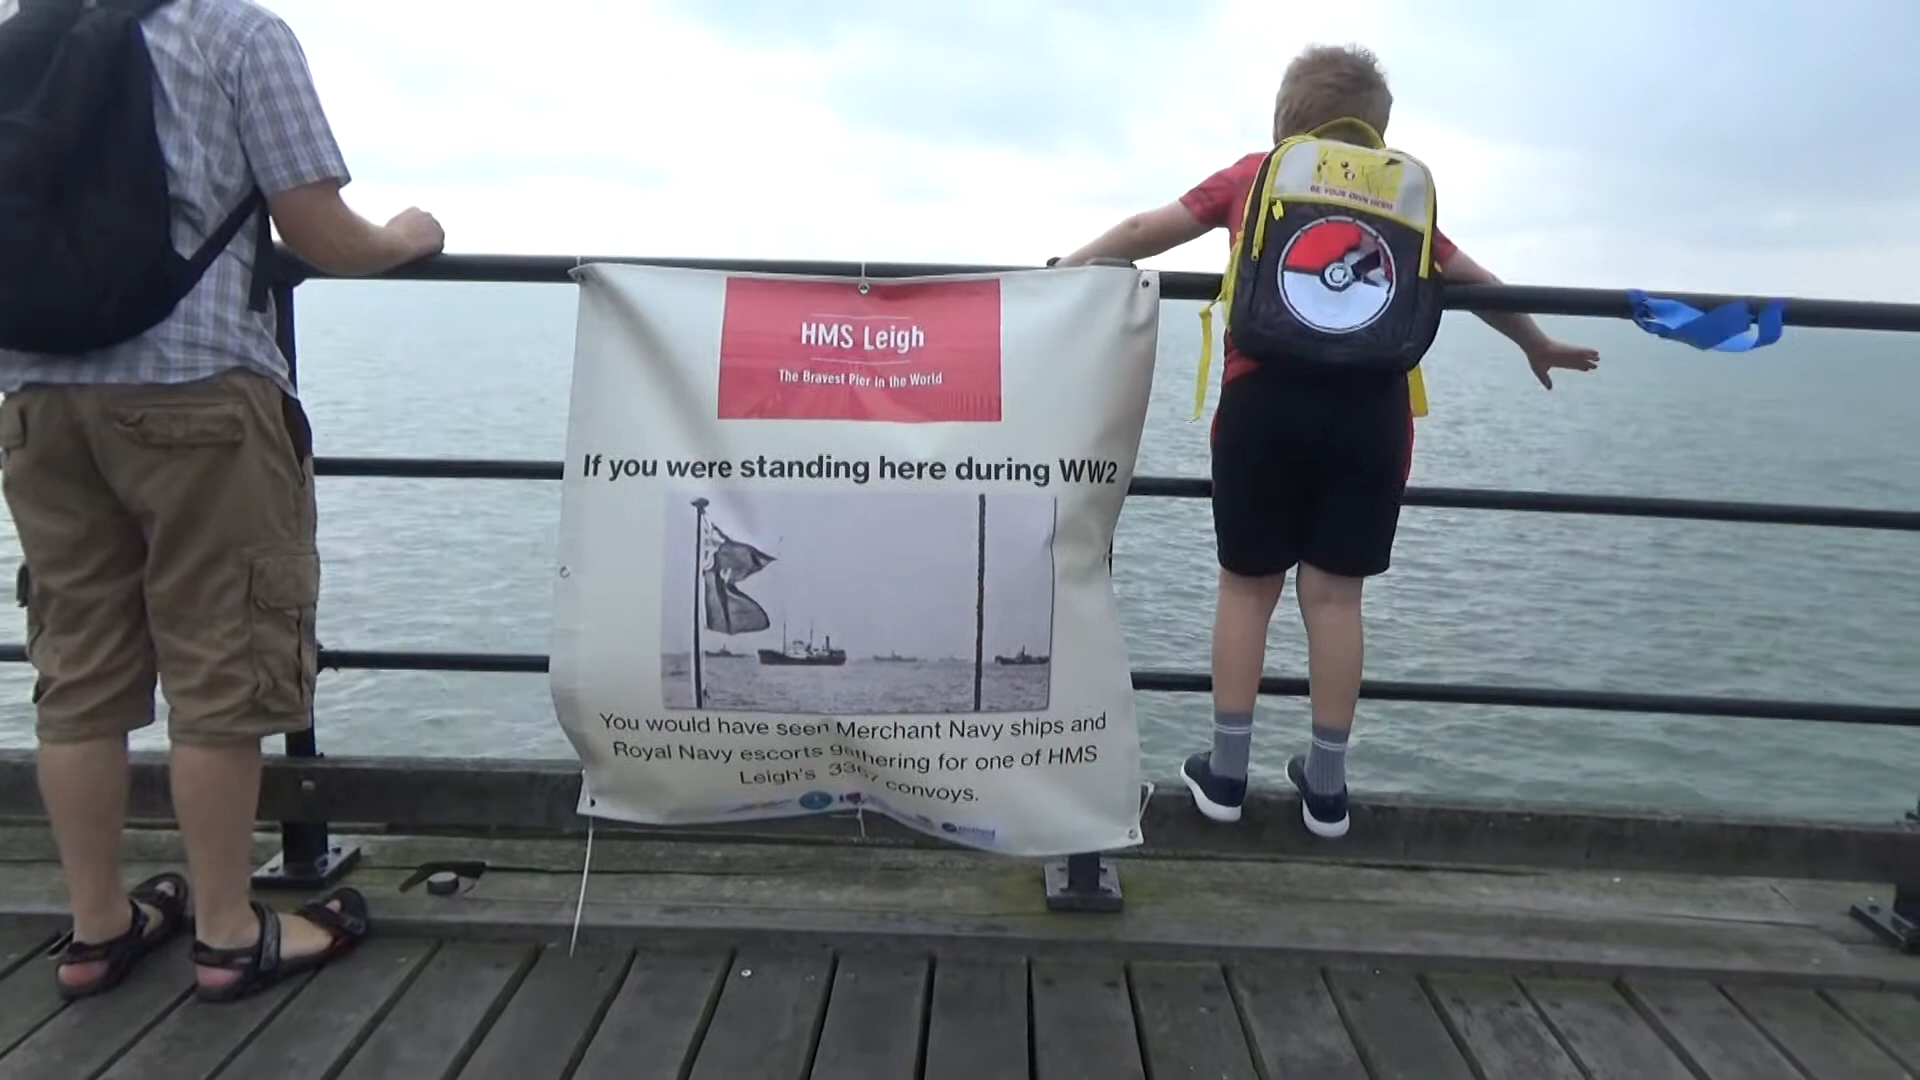 HMS Leigh
The Bravest Pier in the World
If you were standing here during WW2
You would have seen Merchant Navy ships and
Royal Navy escorts gathering for one of HMS
Leigh's 3367 convoys.
BE YOUR OWN HERO